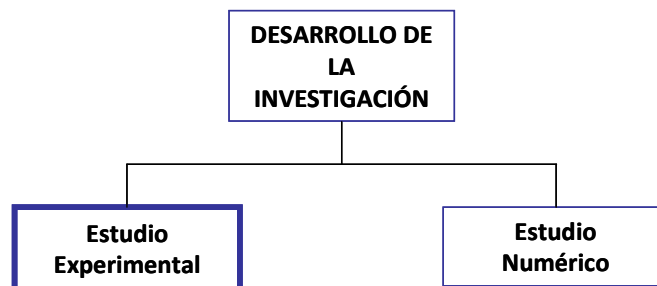 DESARROLLO DE
LA
INVESTIGACIÓN
Estudio
Experimental
Estudio
Numérico